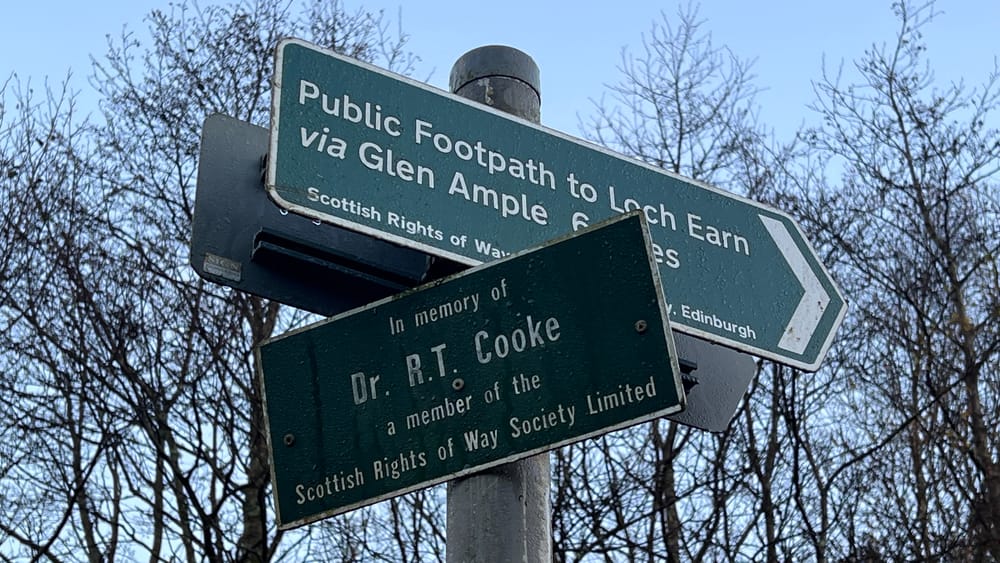 Public Footpath to Loch Earn
via Glen Ample 6
Scottish Rights of Way
Edinburgh
In memory of
Dr. R.T. Cooke
a member of the
Scottish Rights of Way Society Limited